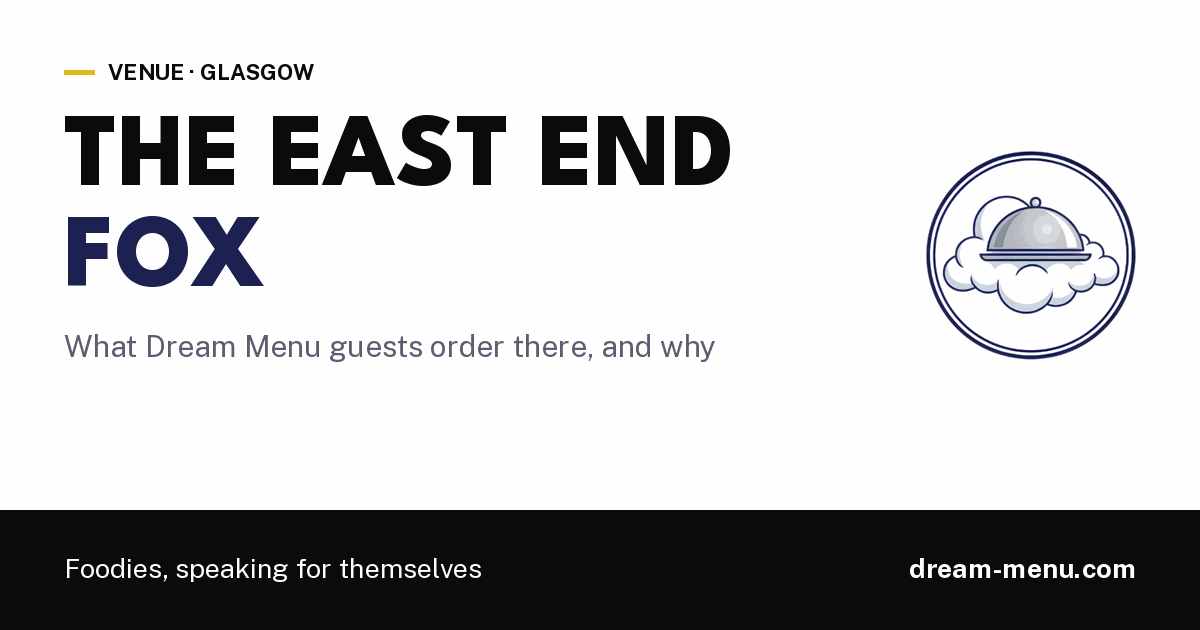 VENUE · GLASGOW
THE EAST END
FOX
What Dream Menu guests order there, and why
Foodies, speaking for themselves
dream-menu.com